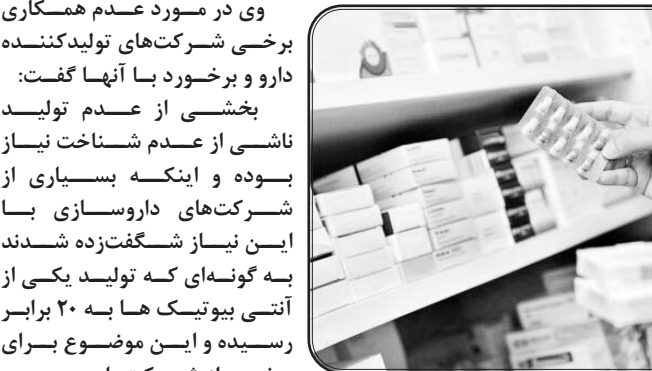 وی در مورد عدم همکاری
برخی شرکت‌های تولیدکننده
دارو و برخورد با آنها گفت:
بخشی از عدم تولید
ناشی از عدم شناخت نیاز
بوده و اینکه بسیاری از
شرکت‌های داروسازی با
این نیاز شگفت‌زده شدند
به گونه‌ای که تولید یکی از
آنتی بیوتیک ها به ۲۰ برابر
رسیده و این موضوع برای